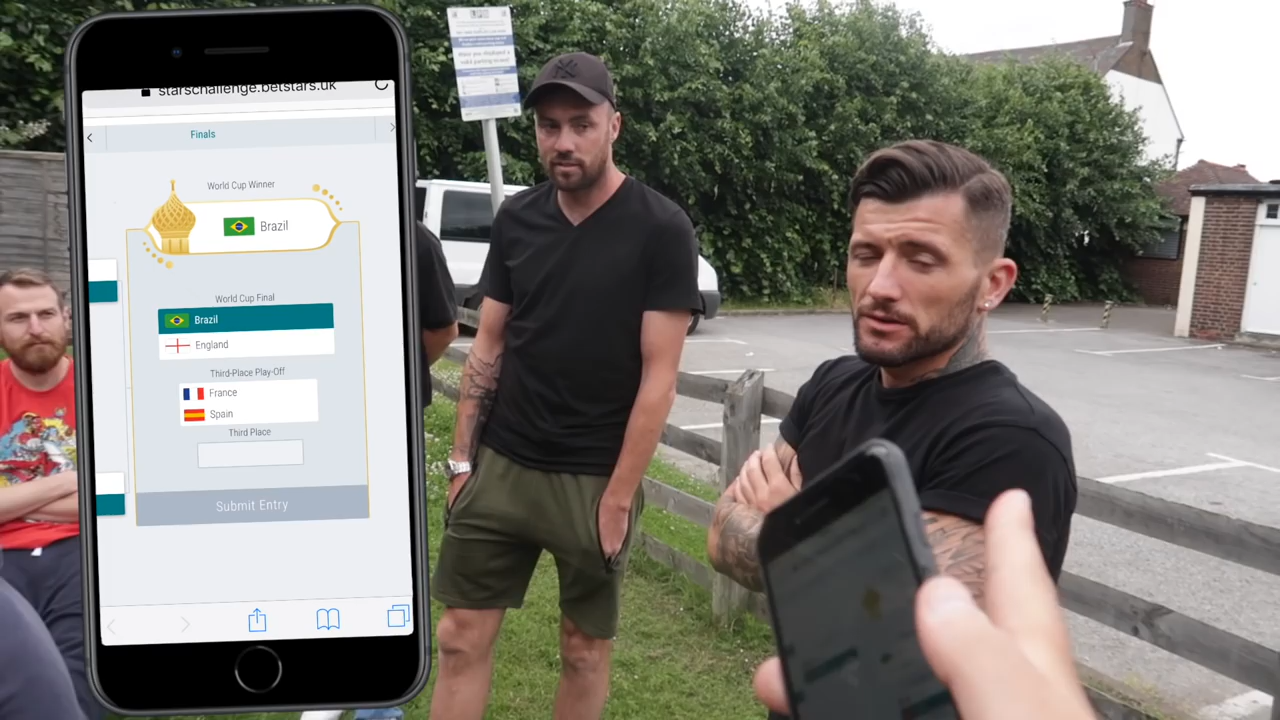 starschallenge.betstars.uk
Finals
World Cup Winner
Brazil
World Cup Final
Brazil
England
Third-Place Play-Off
France
Spain
Third Place
Submit Entry